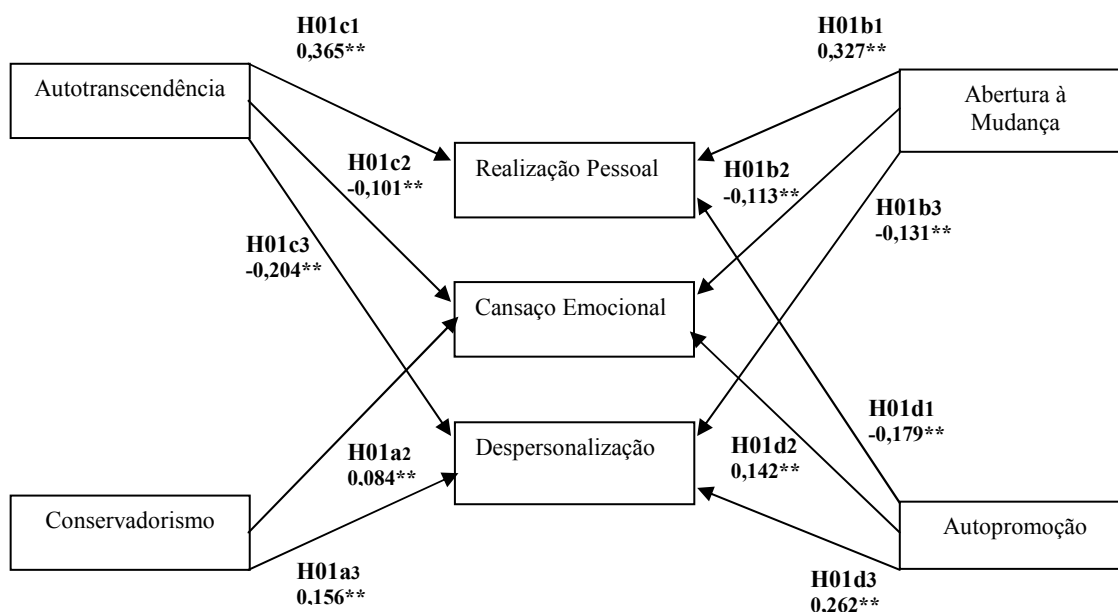 H01c1
0,365**
H01b1
0,327**
Autotranscendência
Abertura à
Mudança
H01c2
-0,101**
Realização Pessoal
H01b2
-0,113**
H01b3
-0,131**
H01c3
-0,204**
Cansaço Emocional
H01d1
-0,179**
H01a2
0,084**
Despersonalização
H01d2
0,142**
Conservadorismo
Autopromoção
H01a3
0,156**
H01d3
0,262**